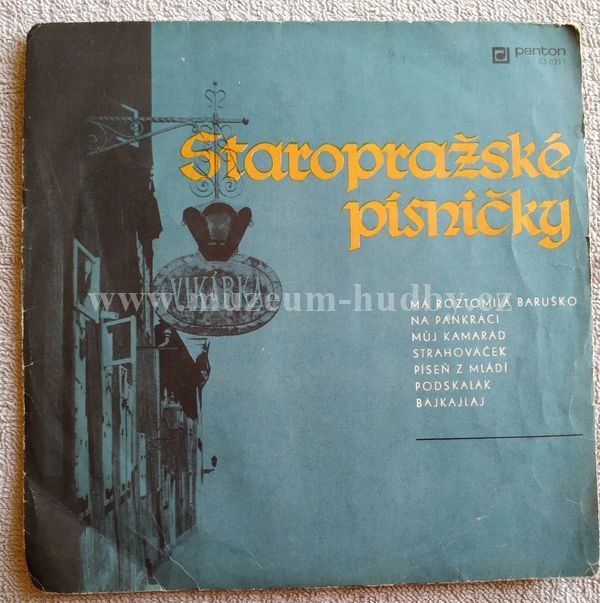 panton
03 0211
Staropražské
písničky
VIKÁRKA
www.muzeum-hudby.cz
MÁ ROZTOMILÁ BARUŠKO
NA PANKRÁCI
MŮJ KAMARÁD
STRAHOVÁČEK
PÍSEŇ Z MLÁDÍ
PODSKALÁK
BAJKAJLAJ